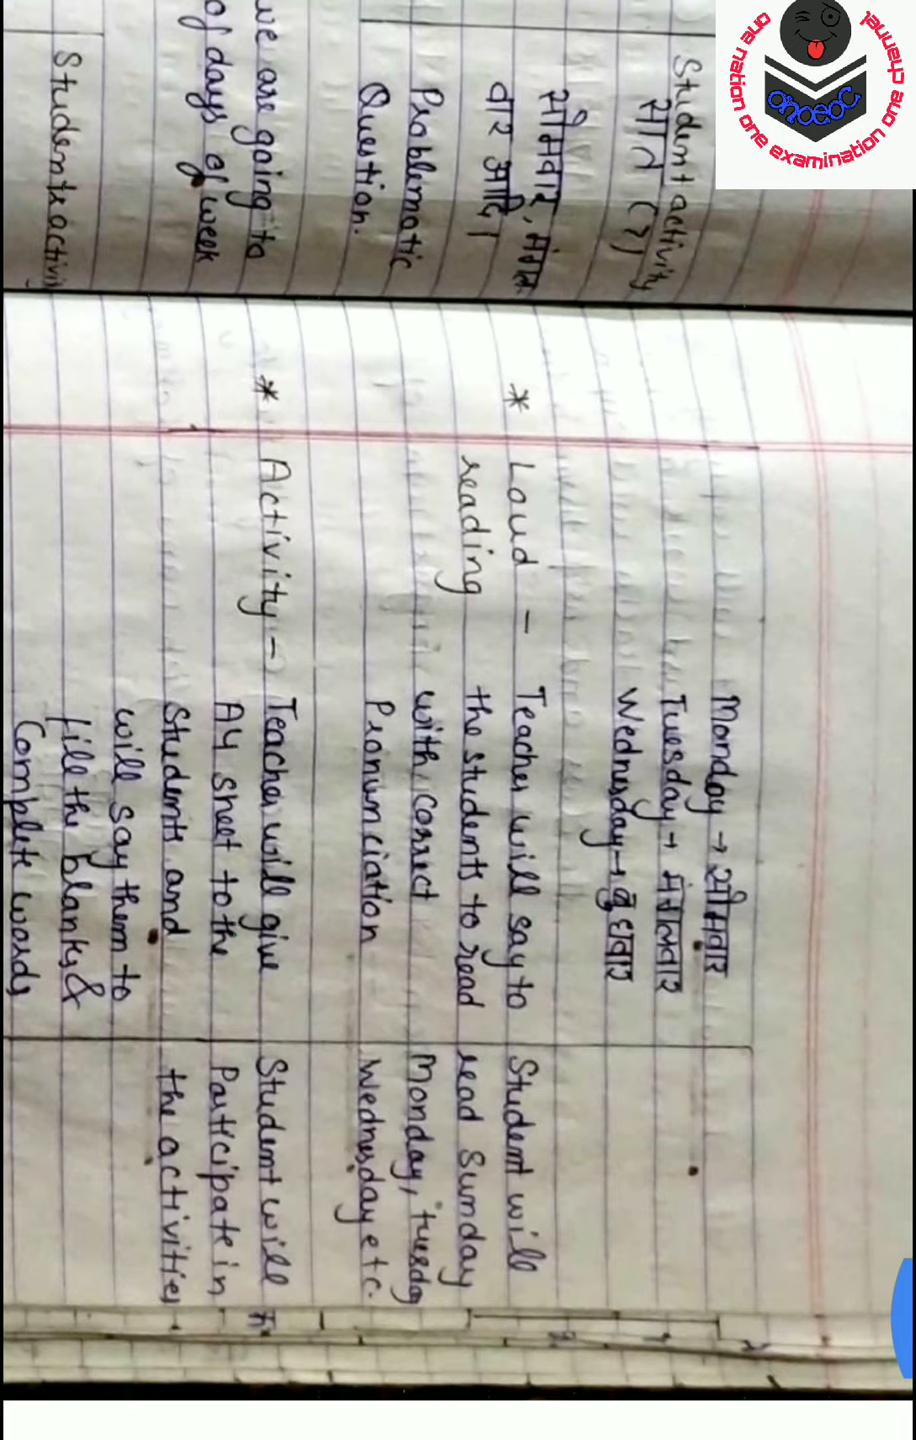 one nation one examination one channel
onoeoc
Student activity
सात (7)
सोमवार, मंगल
वार आदि।
Problematic
Question.
we are going to
of days of week
Student activi
Monday → सोमवार
Tuesday → मंगलवार
Wednesday → बुधवार
* Loud - Teacher will say to Student will
reading the students to read read Sunday
with correct Monday, tuesday
Pronunciation Wednesday etc.
* Activity - Teacher will give Student will
A4 sheet to the Participate in
Students and the activities
will say them to
fill the blanks &
Complete words